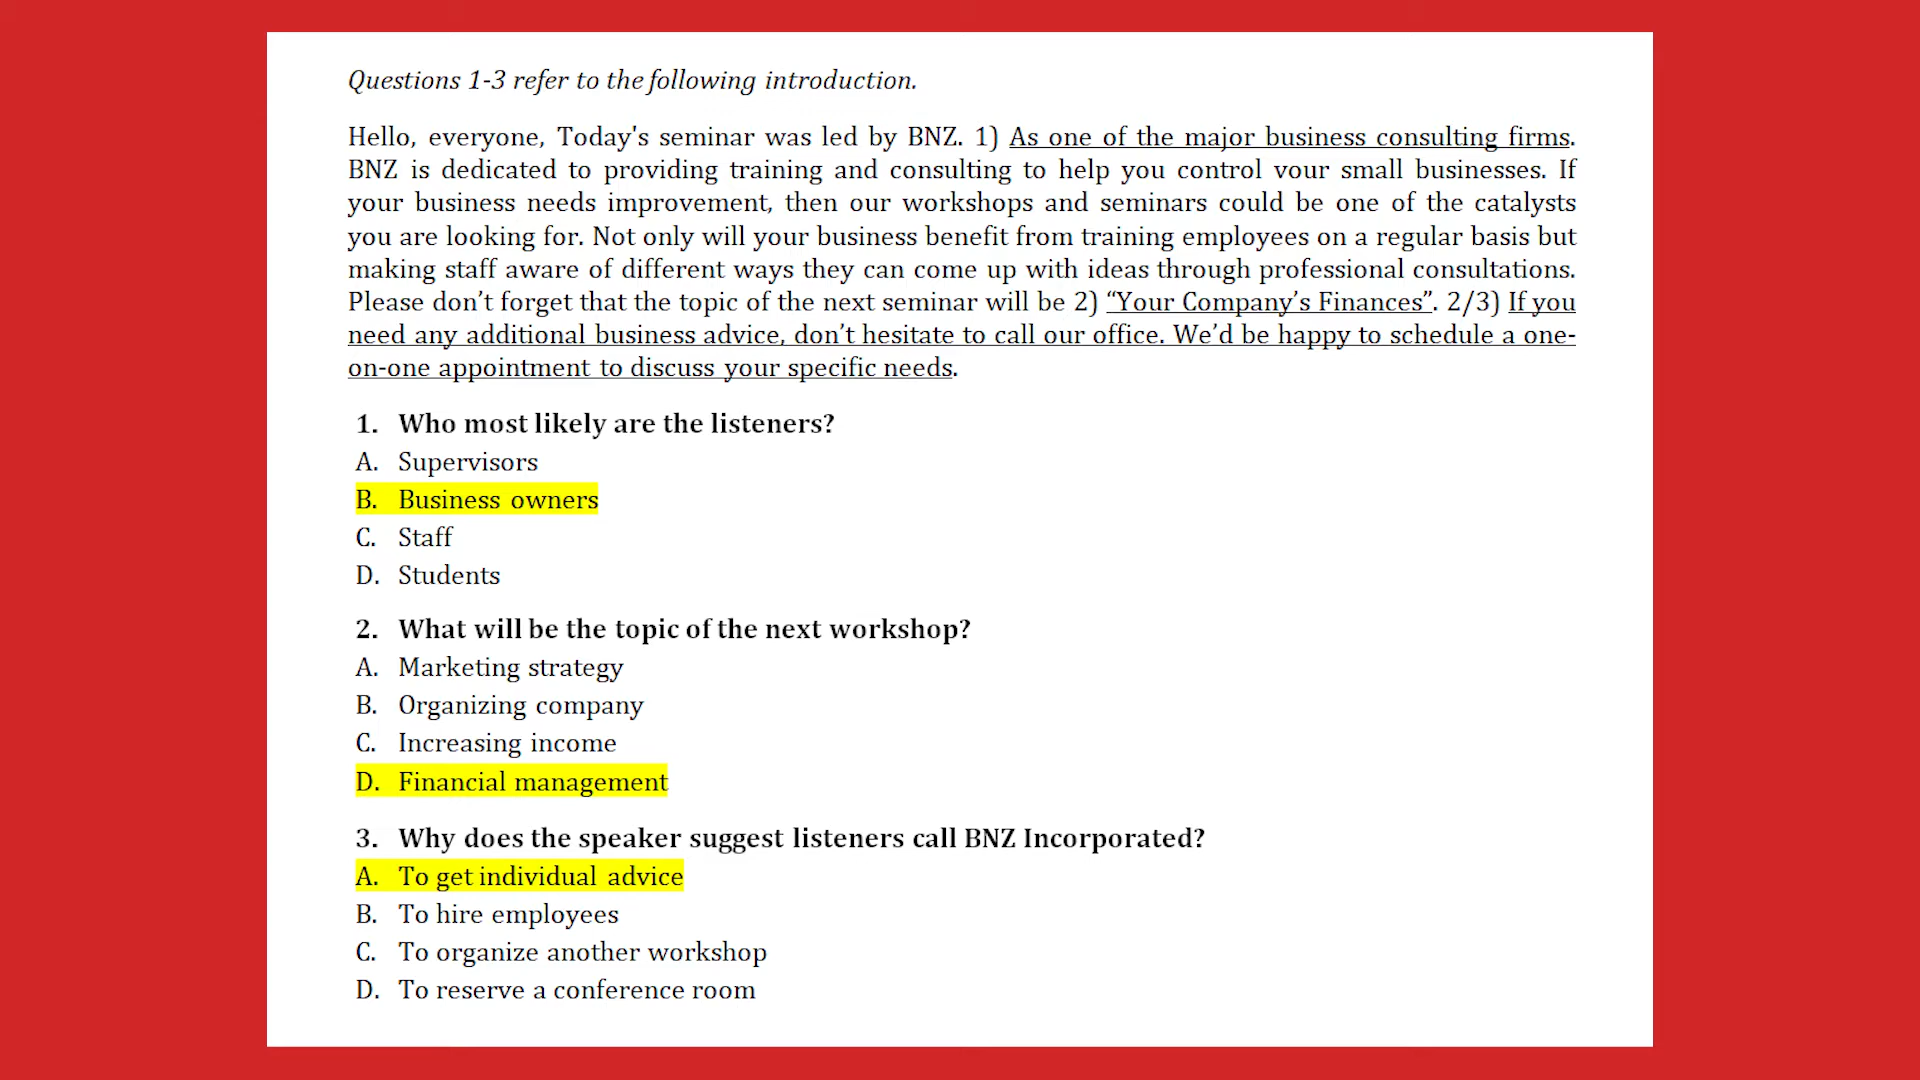 Questions 1-3 refer to the following introduction.
Hello, everyone, Today's seminar was led by BNZ. 1) As one of the major business consulting firms.
BNZ is dedicated to providing training and consulting to help you control vour small businesses. If
your business needs improvement, then our workshops and seminars could be one of the catalysts
you are looking for. Not only will your business benefit from training employees on a regular basis but
making staff aware of different ways they can come up with ideas through professional consultations.
Please don’t forget that the topic of the next seminar will be 2) “Your Company’s Finances”. 2/3) If you
need any additional business advice, don’t hesitate to call our office. We’d be happy to schedule a one-
on-one appointment to discuss your specific needs.
1. Who most likely are the listeners?
A. Supervisors
B. Business owners
C. Staff
D. Students
2. What will be the topic of the next workshop?
A. Marketing strategy
B. Organizing company
C. Increasing income
D. Financial management
3. Why does the speaker suggest listeners call BNZ Incorporated?
A. To get individual advice
B. To hire employees
C. To organize another workshop
D. To reserve a conference room